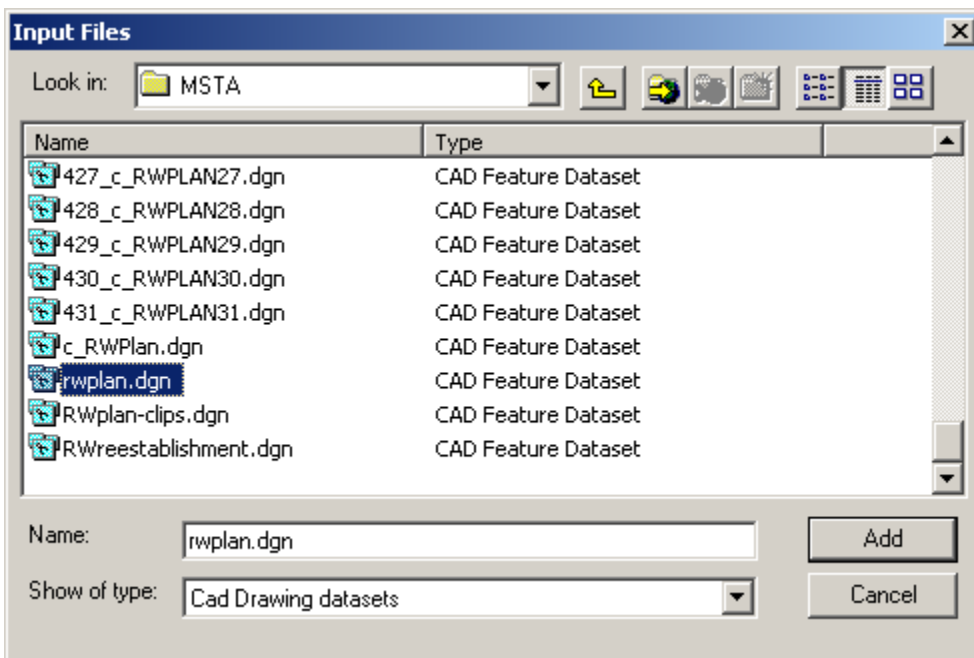 Input Files
Look in: MSTA
Name Type
427_c_RWPLAN27.dgn CAD Feature Dataset
428_c_RWPLAN28.dgn CAD Feature Dataset
429_c_RWPLAN29.dgn CAD Feature Dataset
430_c_RWPLAN30.dgn CAD Feature Dataset
431_c_RWPLAN31.dgn CAD Feature Dataset
c_RWPlan.dgn CAD Feature Dataset
rwplan.dgn CAD Feature Dataset
RWplan-clips.dgn CAD Feature Dataset
RWreestablishment.dgn CAD Feature Dataset
Name: rwplan.dgn Add
Show of type: Cad Drawing datasets Cancel